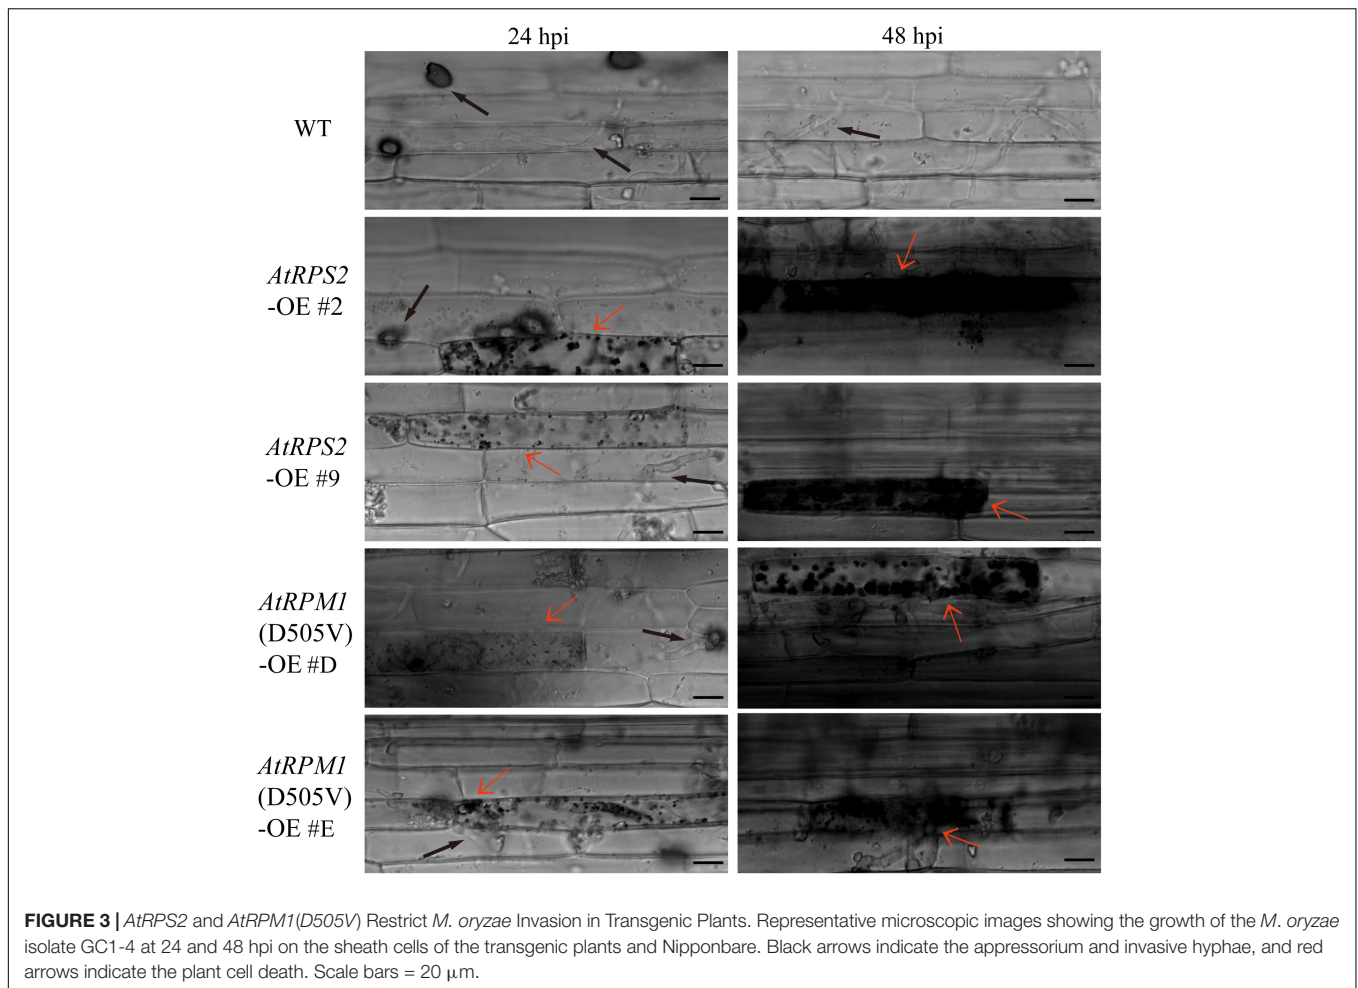 24 hpi
48 hpi
WT
AtRPS2
-OE #2
AtRPS2
-OE #9
AtRPM1
(D505V)
-OE #D
AtRPM1
(D505V)
-OE #E
FIGURE 3 | AtRPS2 and AtRPM1(D505V) Restrict M. oryzae Invasion in Transgenic Plants. Representative microscopic images showing the growth of the M. oryzae
isolate GC1-4 at 24 and 48 hpi on the sheath cells of the transgenic plants and Nipponbare. Black arrows indicate the appressorium and invasive hyphae, and red
arrows indicate the plant cell death. Scale bars = 20 μm.